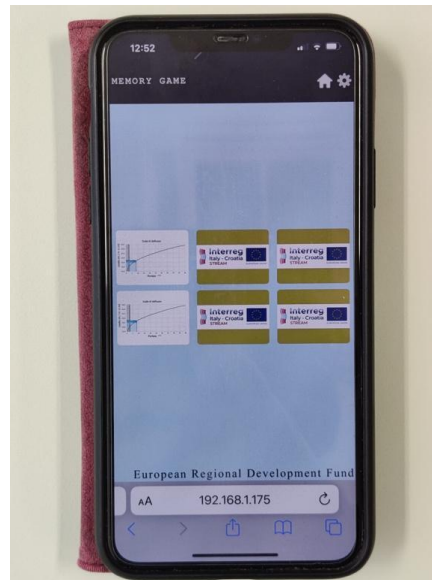 12:52
MEMORY GAME
Interreg
Italy - Croatia
STREAM
Interreg
Italy - Croatia
STREAM
Interreg
Italy - Croatia
STREAM
Interreg
Italy - Croatia
STREAM
European Regional Development Fund
AA
192.168.1.175